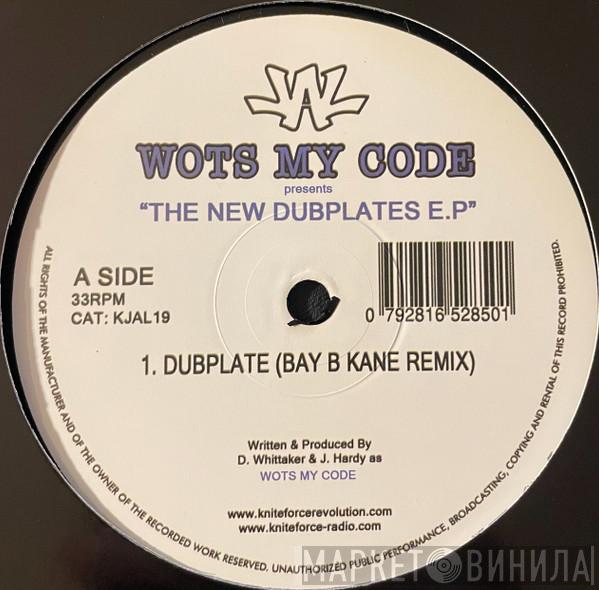 WOTS MY CODE
presents
"THE NEW DUBPLATES E.P"
A SIDE
33RPM
CAT: KJAL19
0 792816 528501
1. DUBPLATE (BAY B KANE REMIX)
Written & Produced By
D. Whittaker & J. Hardy as
WOTS MY CODE
www.kniteforcerevolution.com
www.kniteforce-radio.com
ALL RIGHTS OF THE MANUFACTURER AND OF THE OWNER OF THE RECORDED WORK RESERVED, UNAUTHORIZED PUBLIC PERFORMANCE, BROADCASTING, COPYING AND RENTAL OF THIS RECORD PROHIBITED.
МАРКЕТ ВИНИЛА